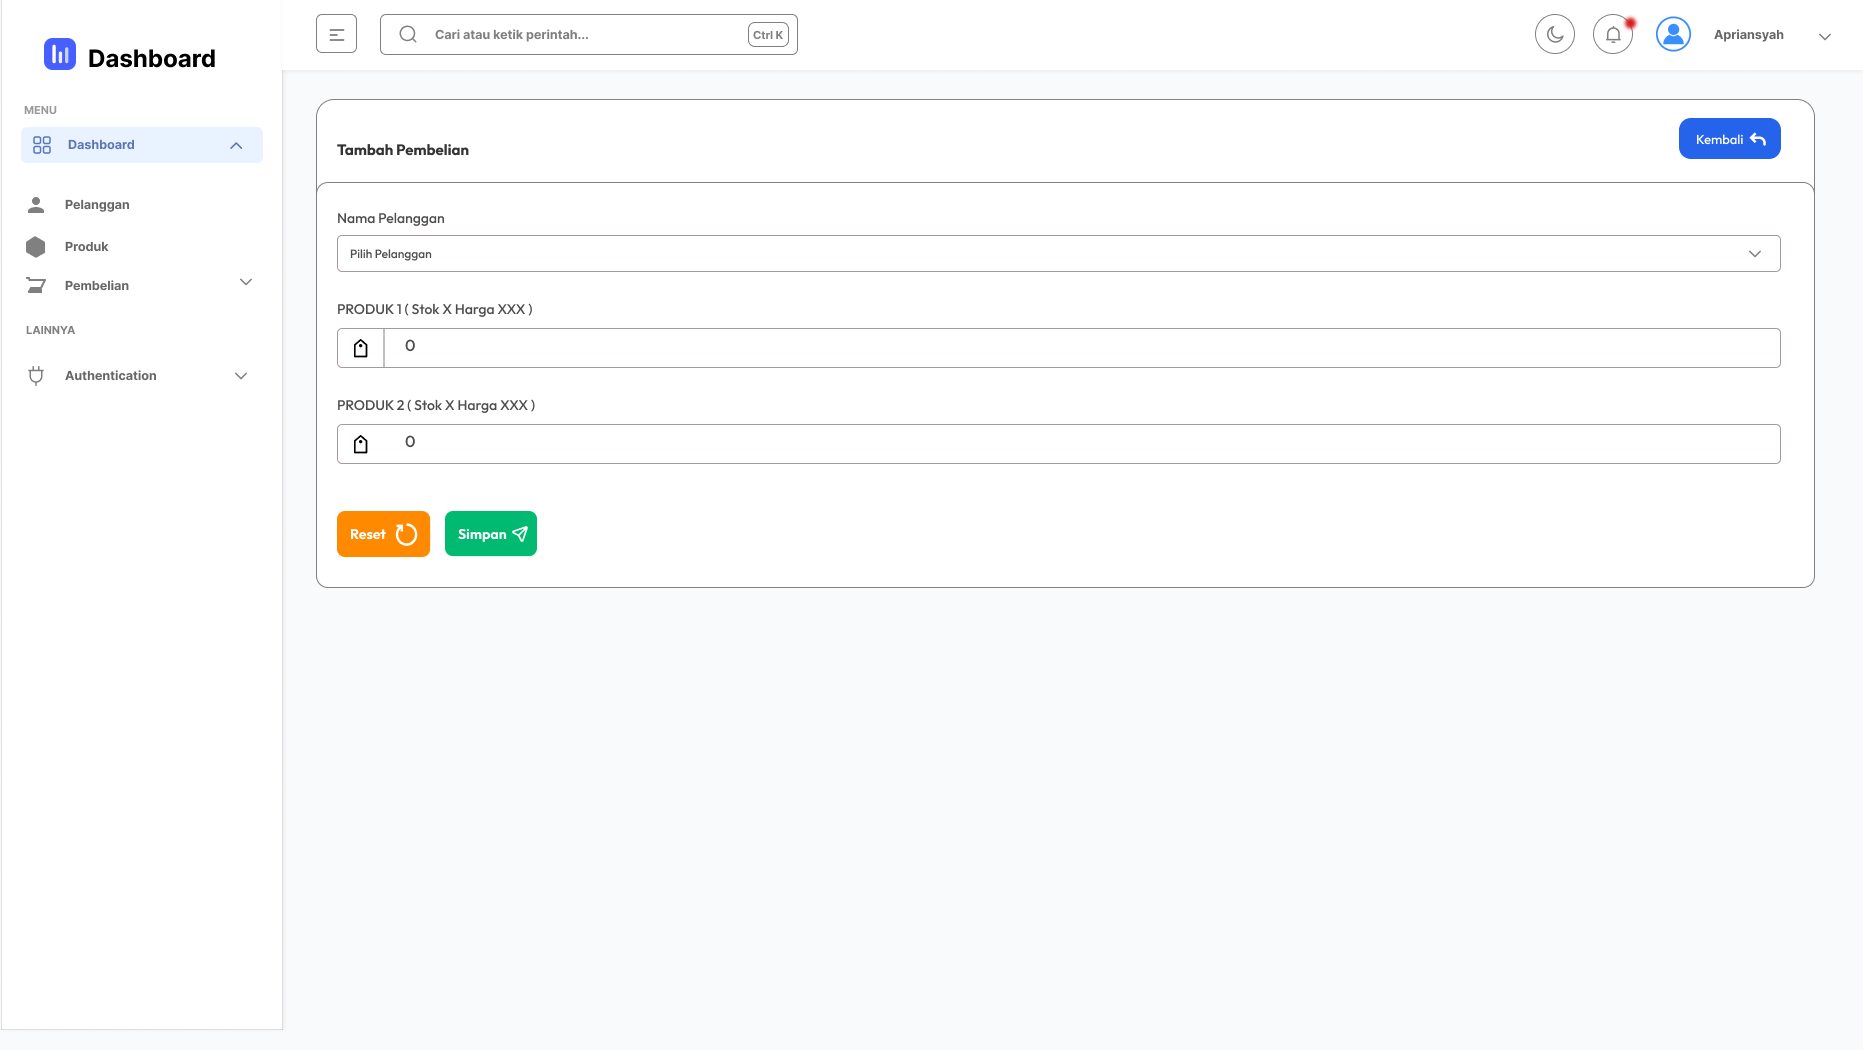 Dashboard
MENU
Dashboard
Pelanggan
Produk
Pembelian
LAINNYA
Authentication
Cari atau ketik perintah...
Ctrl K
Apriansyah
Tambah Pembelian
Kembali
Nama Pelanggan
Pilih Pelanggan
PRODUK 1 ( Stok X Harga XXX )
0
PRODUK 2 ( Stok X Harga XXX )
0
Reset
Simpan